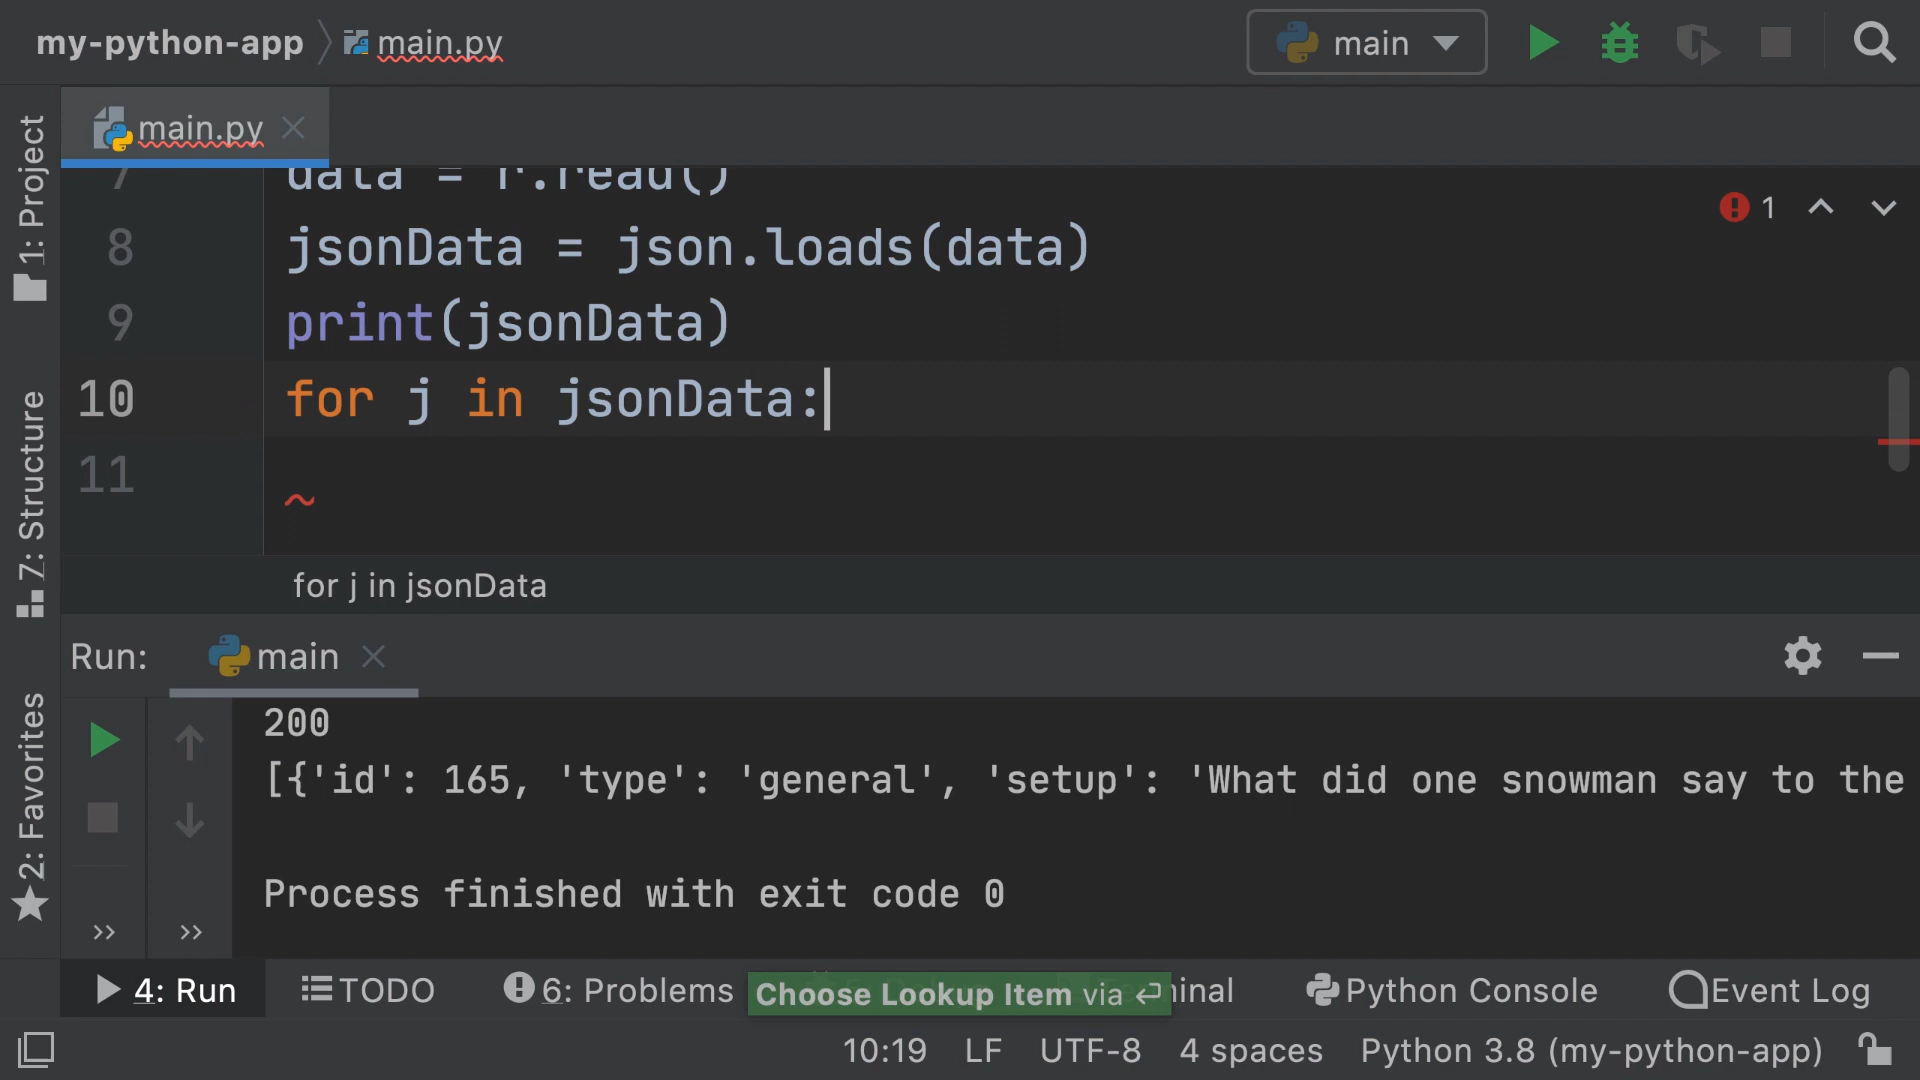 my-python-app
main.py
main
main.py
1: Project
7: Structure
2: Favorites
7 data = r.read()
8 jsonData = json.loads(data)
9 print(jsonData)
10 for j in jsonData:
11
for j in jsonData
1
Run: main
200
[{'id': 165, 'type': 'general', 'setup': 'What did one snowman say to the
Process finished with exit code 0
4: Run TODO 6: Problems Choose Lookup Item via ↩ Python Console Event Log
10:19 LF UTF-8 4 spaces Python 3.8 (my-python-app)